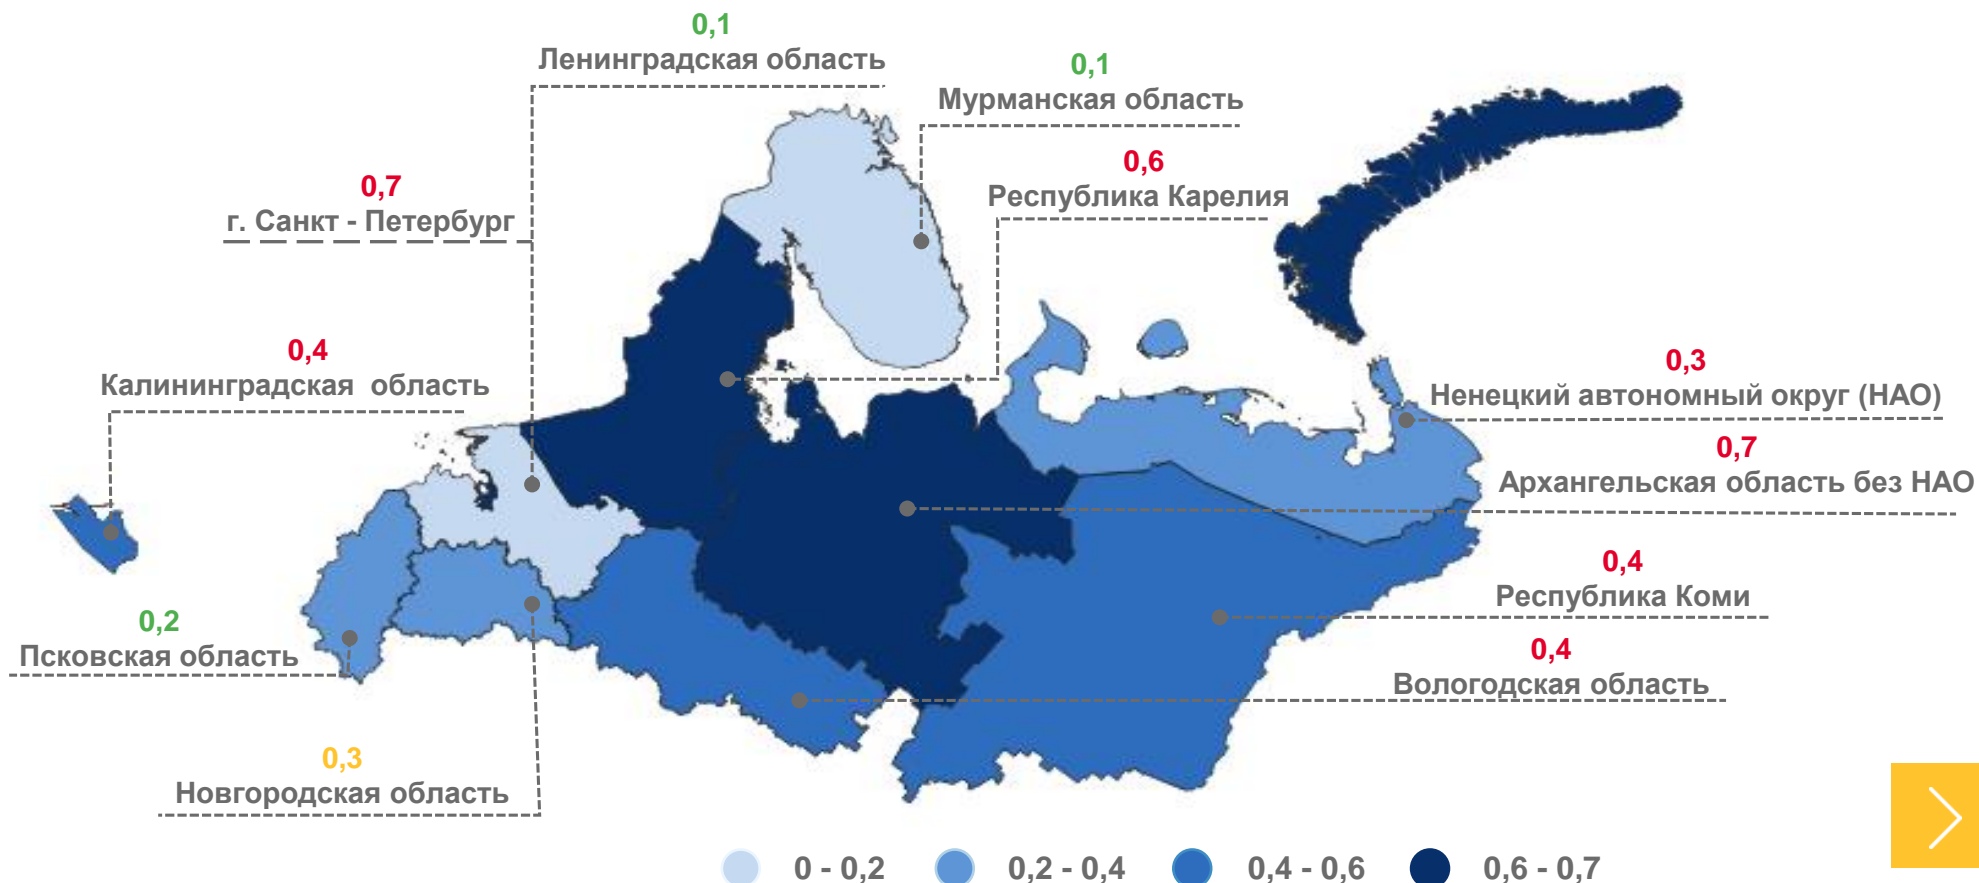 0,1
Ленинградская область
0,1
Мурманская область
0,6
Республика Карелия
0,7
г. Санкт - Петербург
0,4
Калининградская область
0,3
Ненецкий автономный округ (НАО)
0,7
Архангельская область без НАО
0,4
Республика Коми
0,2
Псковская область
0,4
Вологодская область
0,3
Новгородская область
0 - 0,2
0,2 - 0,4
0,4 - 0,6
0,6 - 0,7